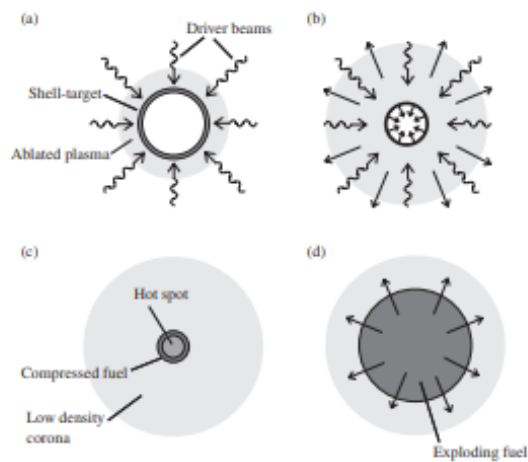 (a)
Driver beams
(b)
Shell-target
Ablated plasma
(c)
(d)
Hot spot
Compressed fuel
Low density
corona
Exploding fuel